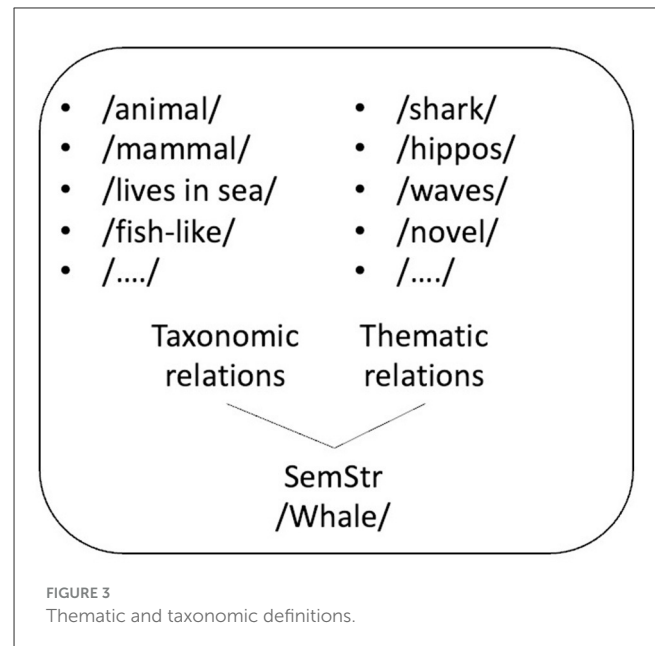 • /animal/
• /mammal/
• /lives in sea/
• /fish-like/
• /..../
• /shark/
• /hippos/
• /waves/
• /novel/
• /..../
Taxonomic
relations
Thematic
relations
SemStr
/Whale/
FIGURE 3
Thematic and taxonomic definitions.